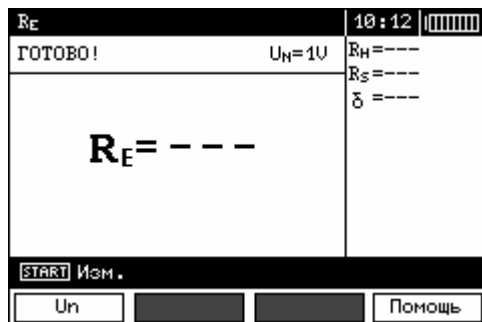 RE 10:12
ГОТОВО! UN=1V
RH=---
RS=---
δ =---
RE= ---
START Изм.
Un Помощь